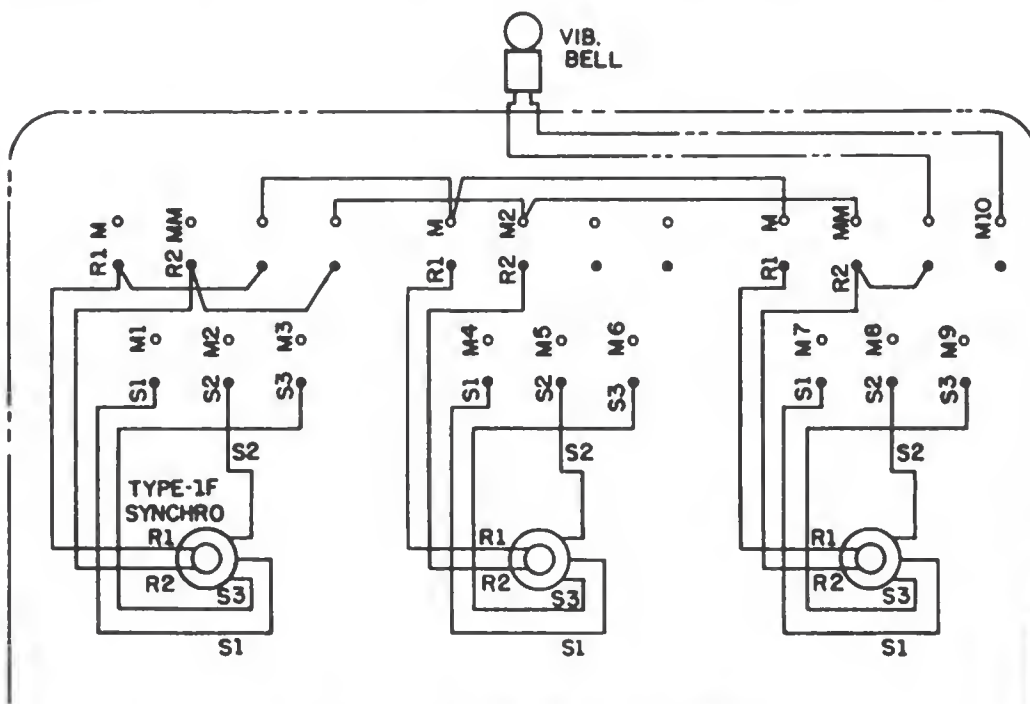 VIB.
BELL
M
MM
M
M2
M
MM
M10
R1
R2
R1
R2
R1
R2
M1
M2
M3
M4
M5
M6
M7
M8
M9
S1
S2
S3
S1
S2
S3
S1
S2
S3
S2
S2
S2
TYPE-1F
SYNCHRO
R1
R1
R1
R2
S3
R2
S3
R2
S3
S1
S1
S1